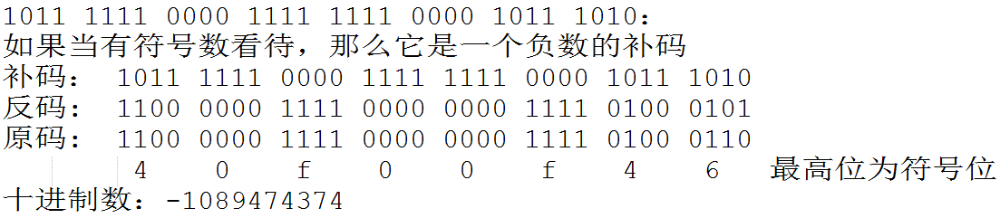 1011 1111 0000 1111 1111 0000 1011 1010:
如果当有符号数看待，那么它是一个负数的补码
补码： 1011 1111 0000 1111 1111 0000 1011 1010
反码： 1100 0000 1111 0000 0000 1111 0100 0101
原码： 1100 0000 1111 0000 0000 1111 0100 0110
4 0 f 0 0 f 4 6 最高位为符号位
十进制数：-1089474374